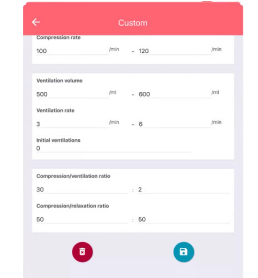 Custom
Compression rate
100 /min - 120 /min
Ventilation volume
500 /ml - 600 /ml
Ventilation rate
3 /min - 6 /min
Initial ventilations
0
Compression/ventilation ratio
30 : 2
Compression/relaxation ratio
50 : 50